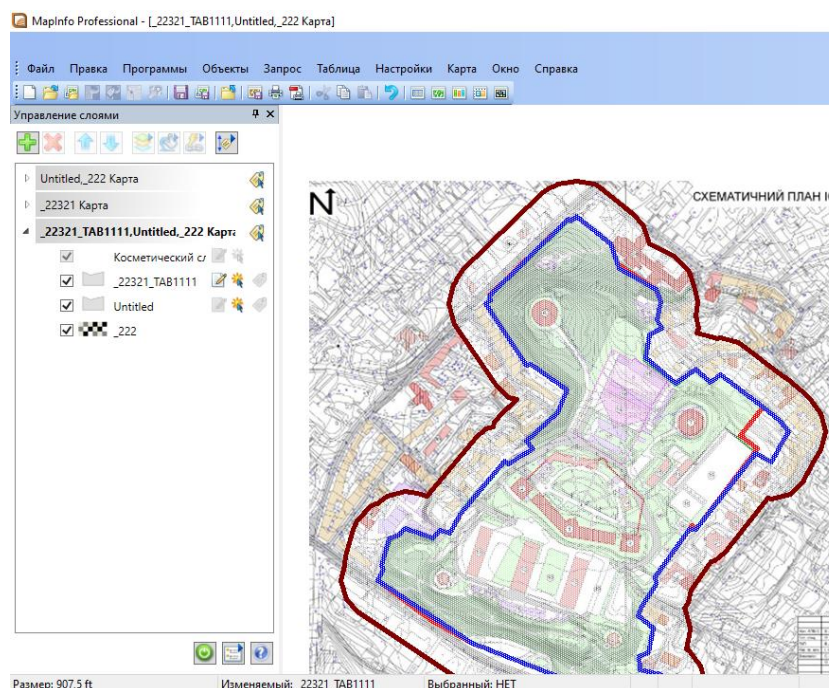 MapInfo Professional - [_22321_TAB1111,Untitled,_222 Карта]
Файл Правка Программы Объекты Запрос Таблица Настройки Карта Окно Справка
Управление слоями
Untitled,_222 Карта
_22321 Карта
_22321_TAB1111,Untitled,_222 Карта
Косметический сл
_22321_TAB1111
Untitled
_222
N
СХЕМАТИЧНИЙ ПЛАН І
Размер: 907.5 ft Изменяемый: _22321_TAB1111 Выбранный: НЕТ